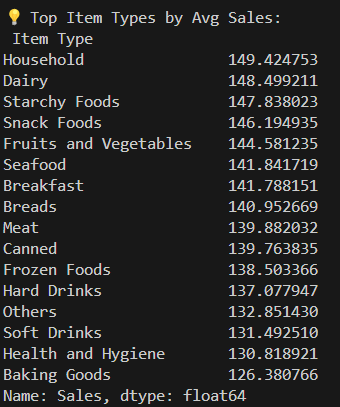 💡 Top Item Types by Avg Sales:
Item Type
Household 149.424753
Dairy 148.499211
Starchy Foods 147.838023
Snack Foods 146.194935
Fruits and Vegetables 144.581235
Seafood 141.841719
Breakfast 141.788151
Breads 140.952669
Meat 139.882032
Canned 139.763835
Frozen Foods 138.503366
Hard Drinks 137.077947
Others 132.851430
Soft Drinks 131.492510
Health and Hygiene 130.818921
Baking Goods 126.380766
Name: Sales, dtype: float64